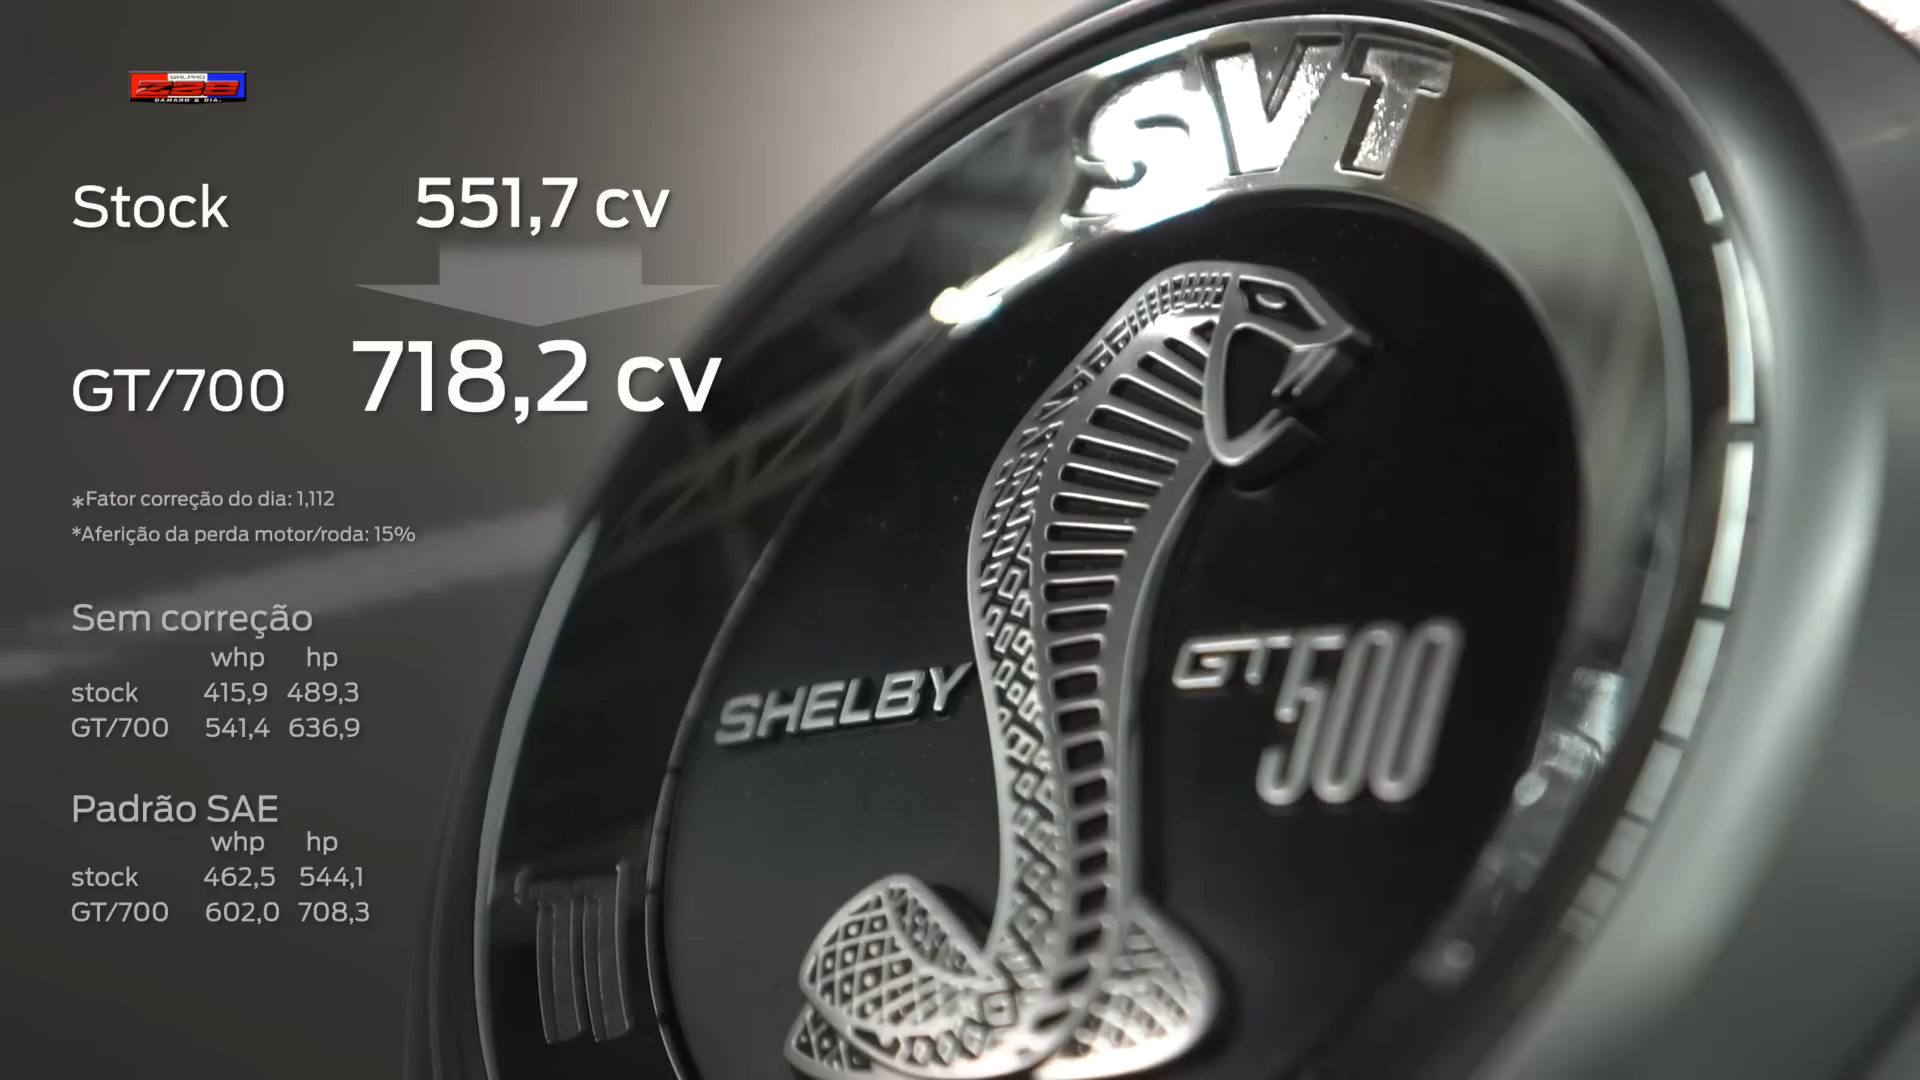 GALPÃO
Z28
CAMARO & CIA.
Stock 551,7 cv
GT/700 718,2 cv
*Fator correção do dia: 1,112
*Aferição da perda motor/roda: 15%
Sem correção
whp hp
stock 415,9 489,3
GT/700 541,4 636,9
Padrão SAE
whp hp
stock 462,5 544,1
GT/700 602,0 708,3
SVT
SHELBY
GT500